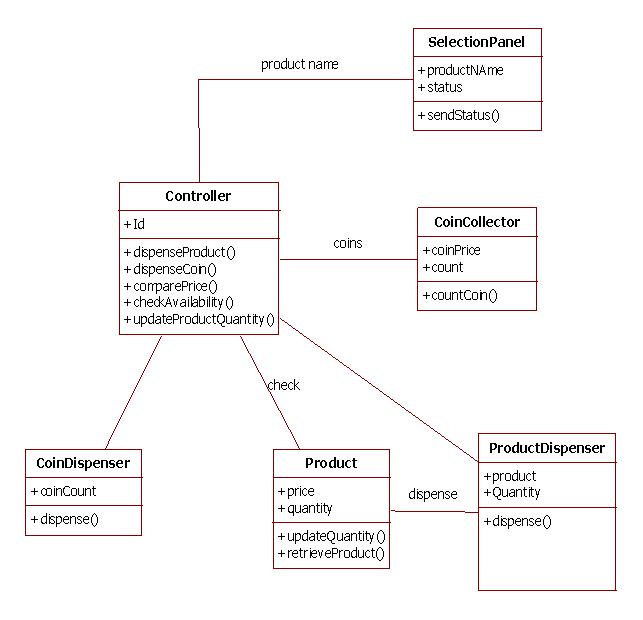 SelectionPanel
+productNAme
+status
+sendStatus()
product name
Controller
+Id
+dispenseProduct()
+dispenseCoin()
+comparePrice()
+checkAvailability()
+updateProductQuantity()
coins
CoinCollector
+coinPrice
+count
+countCoin()
check
CoinDispenser
+coinCount
+dispense()
Product
+price
+quantity
+updateQuantity()
+retrieveProduct()
dispense
ProductDispenser
+product
+Quantity
+dispense()